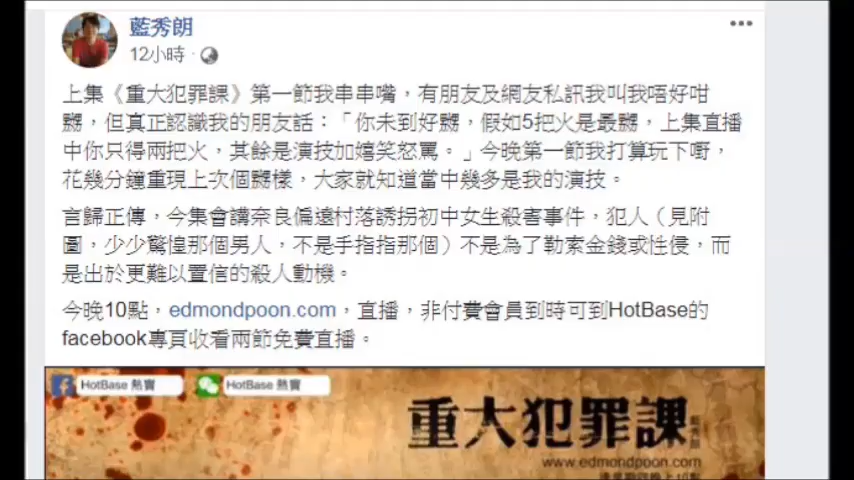 藍秀朗
12小時
上集《重大犯罪課》第一節我串串嘴，有朋友及網友私訊我叫我唔好咁
嬲，但真正認識我的朋友話：「你未到好嬲，假如5把火是最嬲，上集直播
中你只得兩把火，其餘是演技加嬉笑怒罵。」今晚第一節我打算玩下嘢，
花幾分鐘重現上次個嬲樣，大家就知道當中幾多是我的演技。
言歸正傳，今集會講奈良偏遠村落誘拐初中女生殺害事件，犯人（見附
圖，少少驚惶那個男人，不是手指指那個）不是為了勒索金錢或性侵，而
是出於更難以置信的殺人動機。
今晚10點，edmondpoon.com，直播，非付費會員到時可到HotBase的
facebook專頁收看兩節免費直播。
HotBase 熱寶
HotBase 熱寶
重大犯罪課
藍秀朗
www.edmondpoon.com